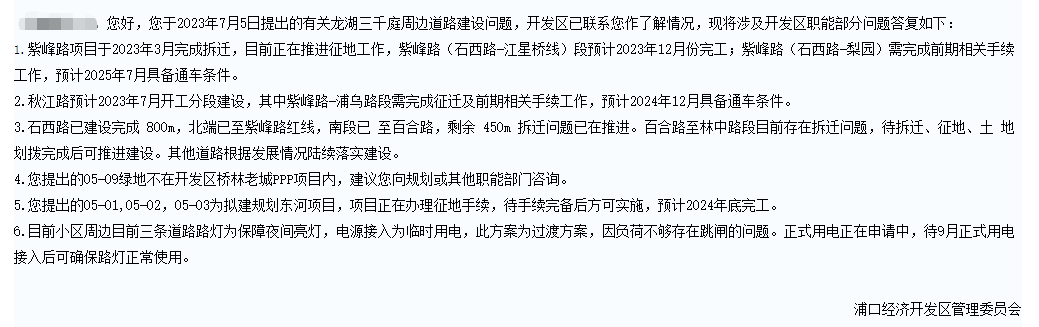 您好，您于2023年7月5日提出的有关龙湖三千庭周边道路建设问题，开发区已联系您作了解情况，现将涉及开发区职能部分问题答复如下：
1.紫峰路项目于2023年3月完成拆迁，目前正在推进征地工作，紫峰路（石西路—江星桥线）段预计2023年12月份完工；紫峰路（石西路—梨园）需完成前期相关手续
工作，预计2025年7月具备通车条件。
2.秋江路预计2023年7月开工分段建设，其中紫峰路—浦乌路段需完成征迁及前期相关手续工作，预计2024年12月具备通车条件。
3.石西路已建设完成 800m，北端已至紫峰路红线，南段已 至百合路，剩余 450m 拆迁问题已在推进。百合路至林中路段目前存在拆迁问题，待拆迁、征地、土 地
划拨完成后可推进建设。其他道路根据发展情况陆续落实建设。
4.您提出的05—09绿地不在开发区桥林老城PPP项目内，建议您向规划或其他职能部门咨询。
5.您提出的05—01,05—02，05—03为拟建规划东河项目，项目正在办理征地手续，待手续完备后方可实施，预计2024年底完工。
6.目前小区周边目前三条道路路灯为保障夜间亮灯，电源接入为临时用电，此方案为过渡方案，因负荷不够存在跳闸的问题。正式用电正在申请中，待9月正式用电
接入后可确保路灯正常使用。
浦口经济开发区管理委员会